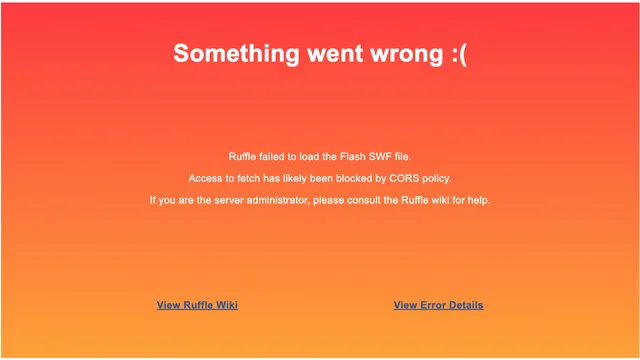 Something went wrong :(
Ruffle failed to load the Flash SWF file.
Access to fetch has likely been blocked by CORS policy.
If you are the server administrator, please consult the Ruffle wiki for help.
View Ruffle Wiki
View Error Details